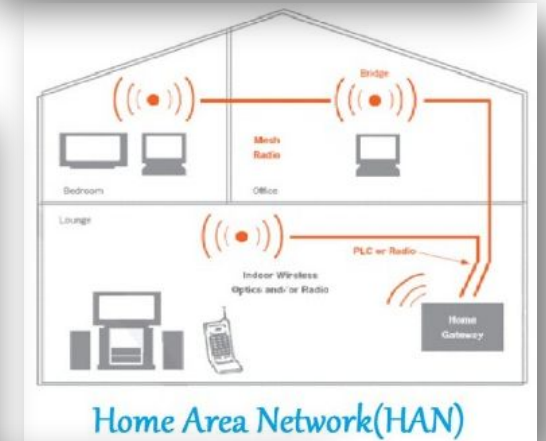 Bridge
Mesh
Radio
Bedroom
Office
Lounge
PLC or Radio
Indoor Wireless
Optics and/or Radio
Home
Gateway
Home Area Network(HAN)